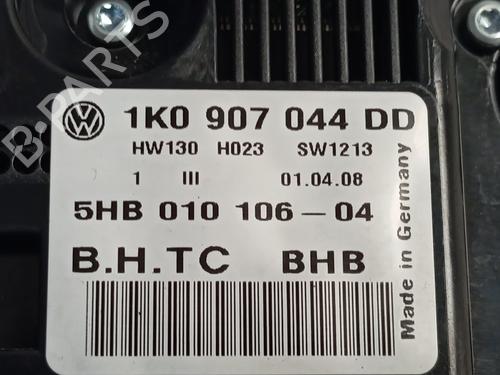 1K0 907 044 DD
HW130 H023 SW1213
1 III 01.04.08
5HB 010 106-04
B.H.TC BHB
Made in Germany
B-PARTS